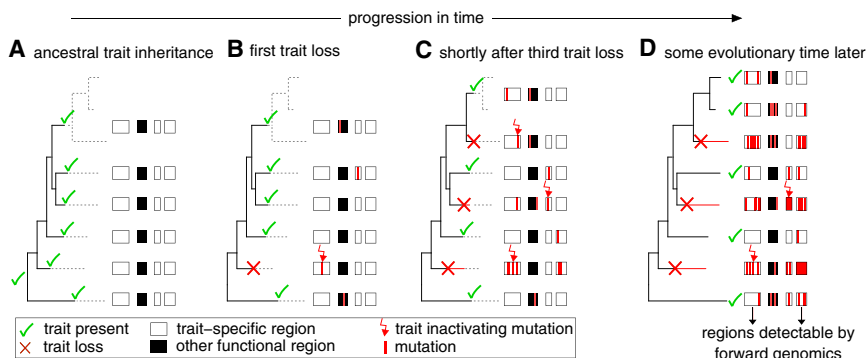 progression in time
A ancestral trait inheritance
B first trait loss
C shortly after third trait loss
D some evolutionary time later
trait present
trait−specific region
trait inactivating mutation
trait loss
other functional region
mutation
regions detectable by
forward genomics